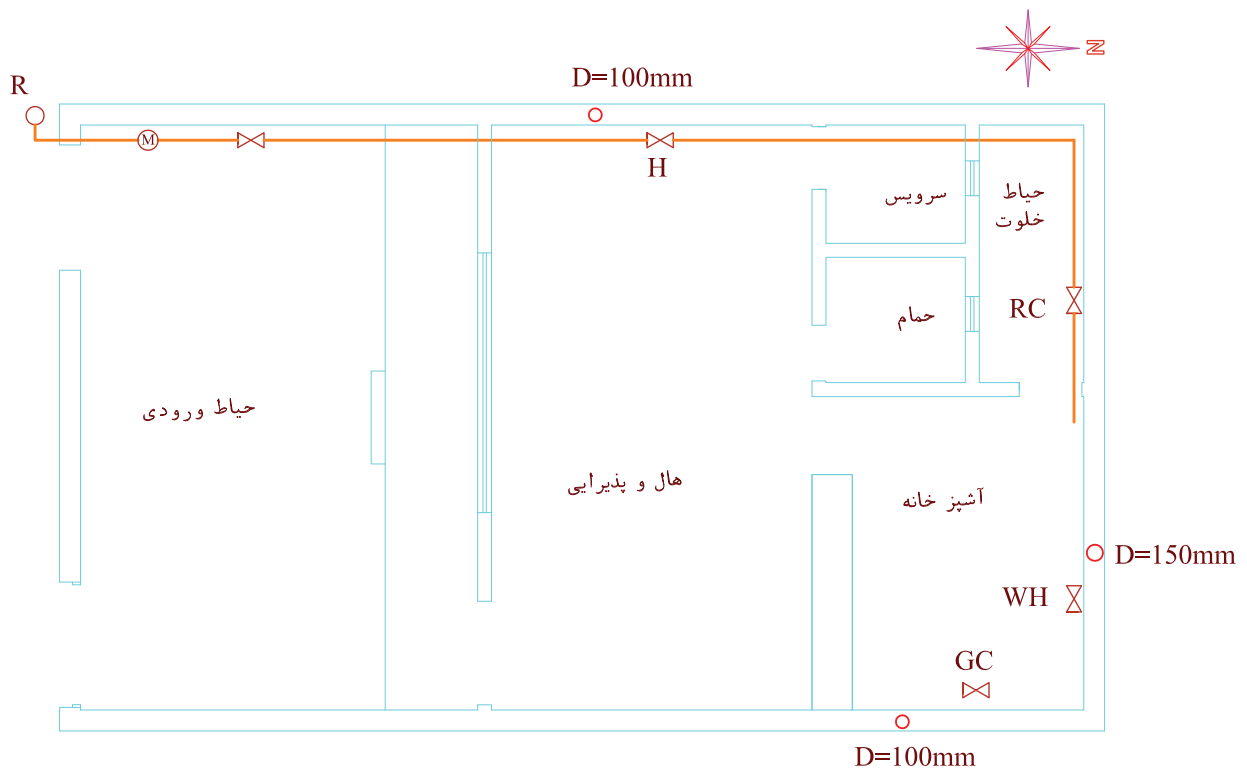 N
R
D=100mm
M
H
سرویس
حیاط
خلوت
RC
حمام
حیاط ورودی
هال و پذیرایی
آشپز خانه
D=150mm
WH
GC
D=100mm